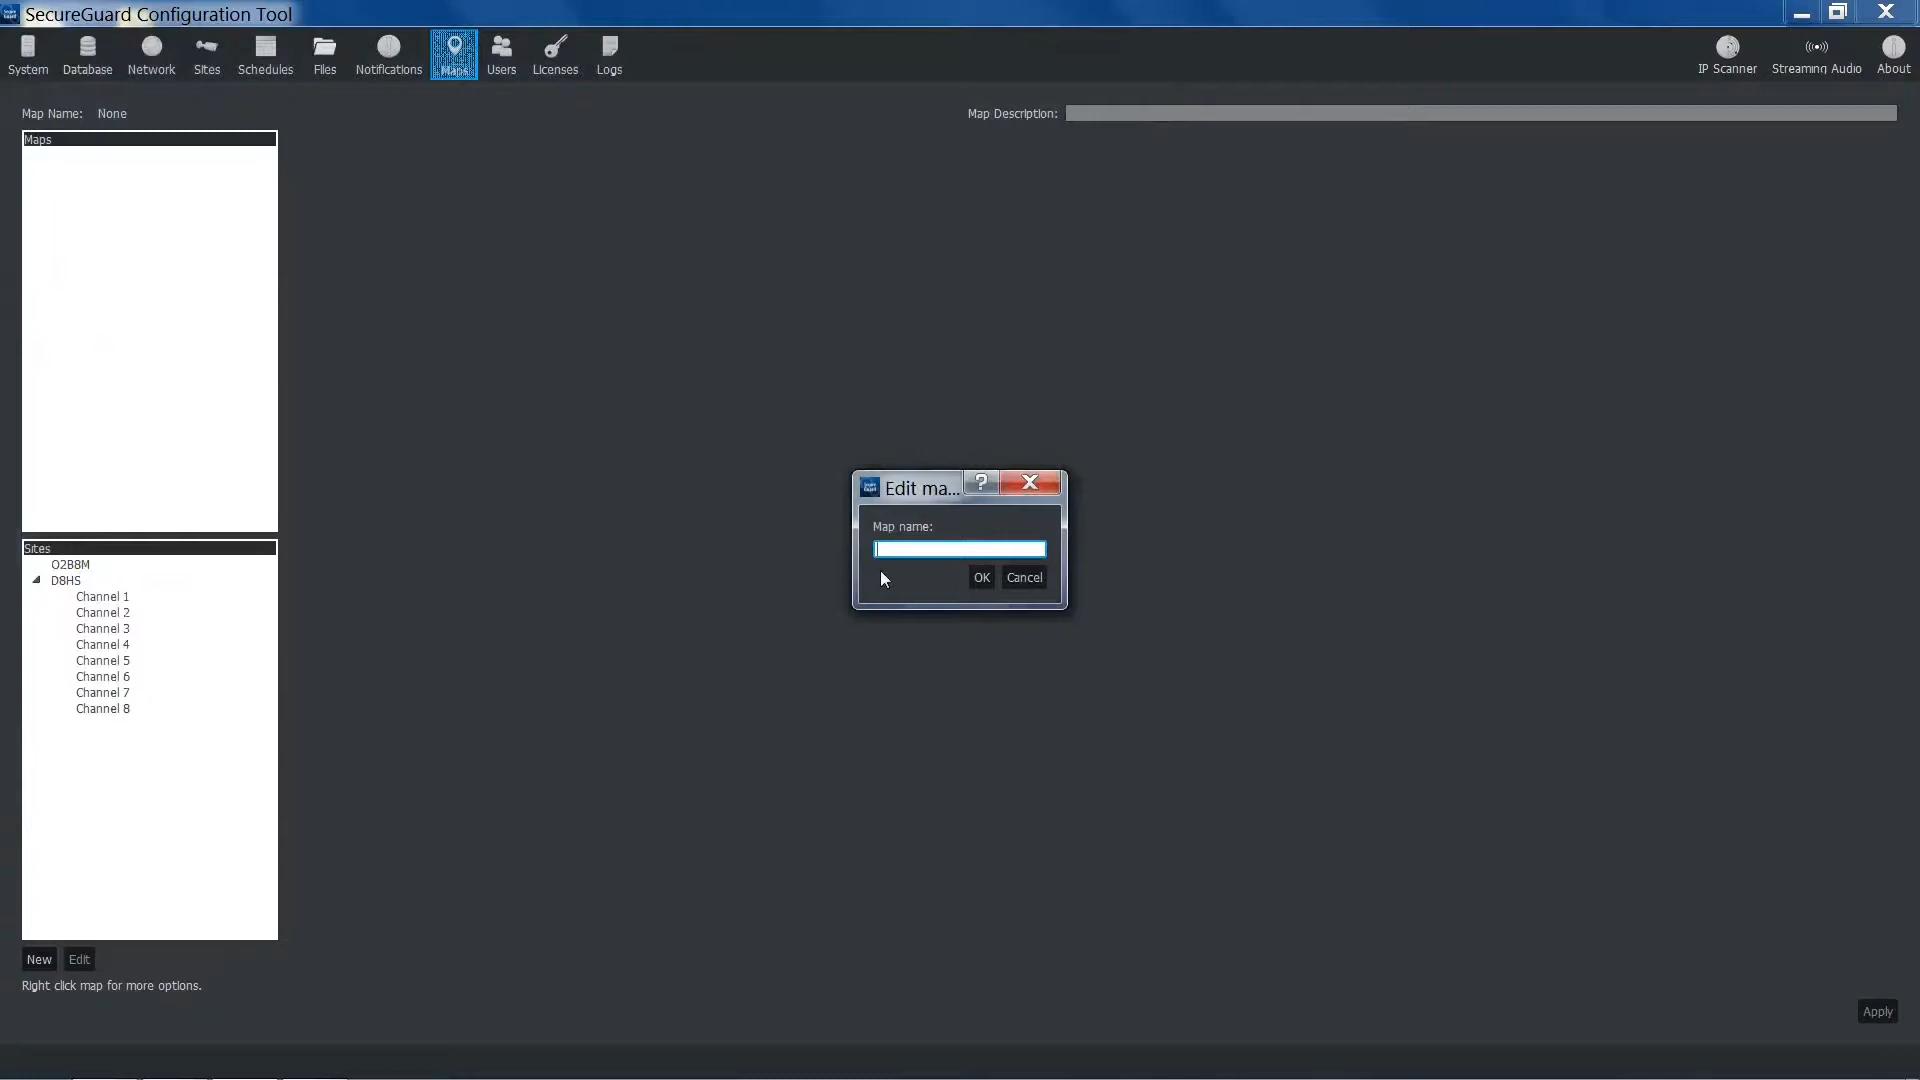 SecureGuard Configuration Tool
System Database Network Sites Schedules Files Notifications Maps Users Licenses Logs IP Scanner Streaming Audio About
Map Name: None Map Description:
Maps
Edit ma...
Map name:
OK Cancel
Sites
O2B8M
D8HS
Channel 1
Channel 2
Channel 3
Channel 4
Channel 5
Channel 6
Channel 7
Channel 8
New Edit
Right click map for more options.
Apply